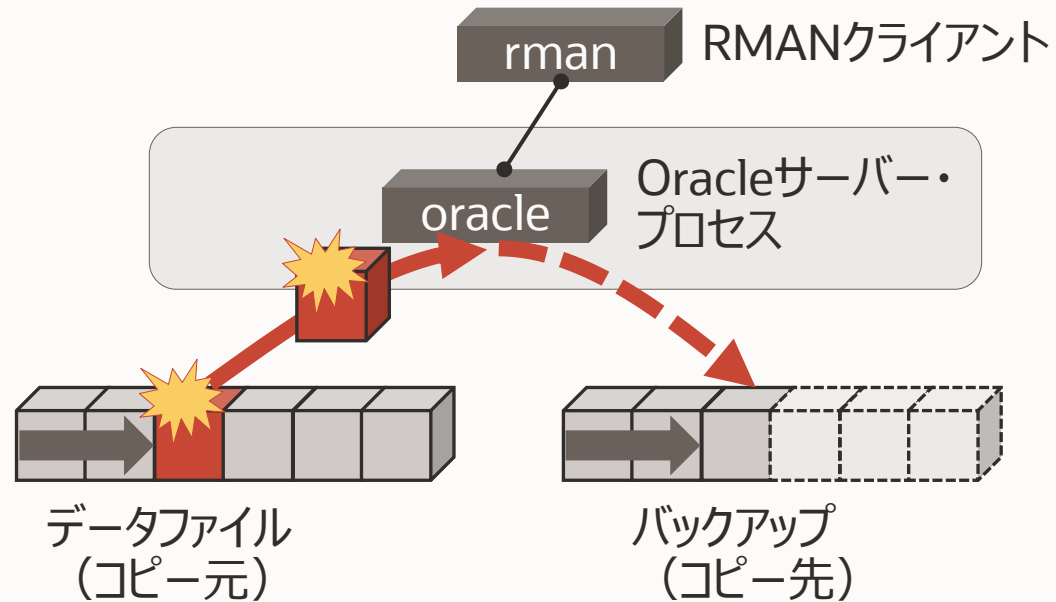 rman
RMANクライアント
oracle
Oracleサーバー・
プロセス
データファイル
（コピー元）
バックアップ
（コピー先）